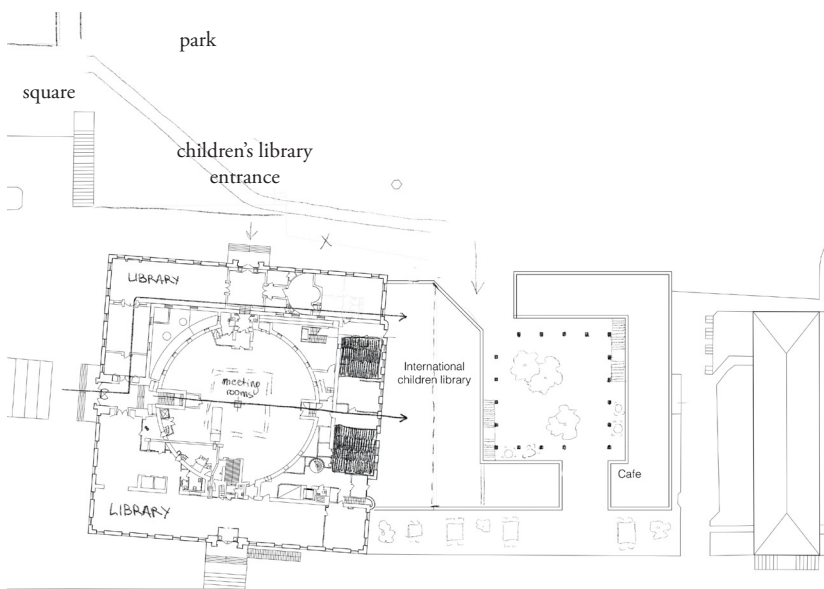 park
square
children's library
entrance
LIBRARY
meeting
rooms
International
children library
Cafe
LIBRARY